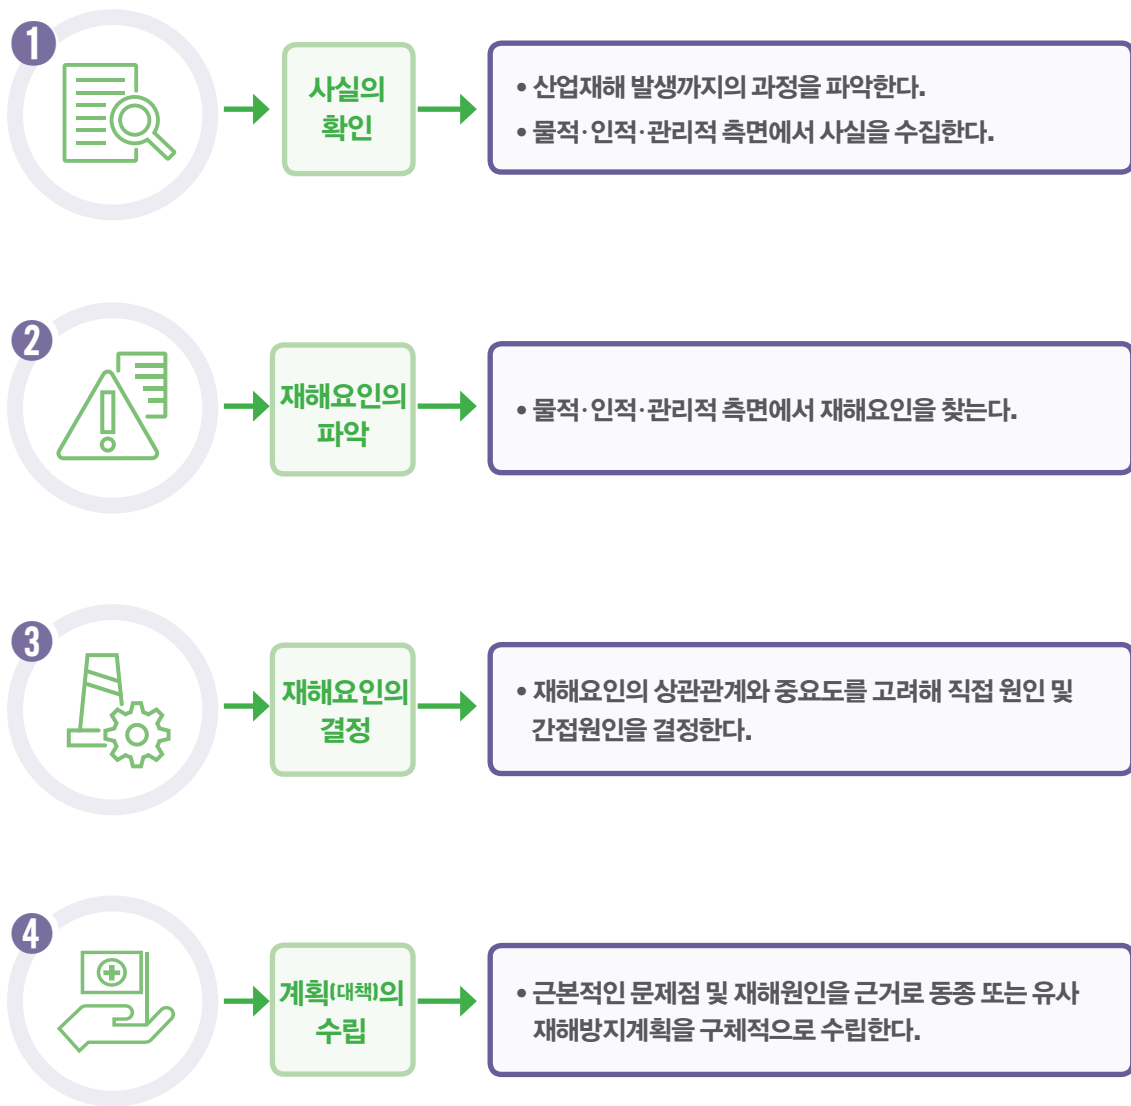 1
사실의
확인
• 산업재해 발생까지의 과정을 파악한다.
• 물적·인적·관리적 측면에서 사실을 수집한다.
2
재해요인의
파악
• 물적·인적·관리적 측면에서 재해요인을 찾는다.
3
재해요인의
결정
• 재해요인의 상관관계와 중요도를 고려해 직접 원인 및
간접원인을 결정한다.
4
계획(대책)의
수립
• 근본적인 문제점 및 재해원인을 근거로 동종 또는 유사
재해방지계획을 구체적으로 수립한다.